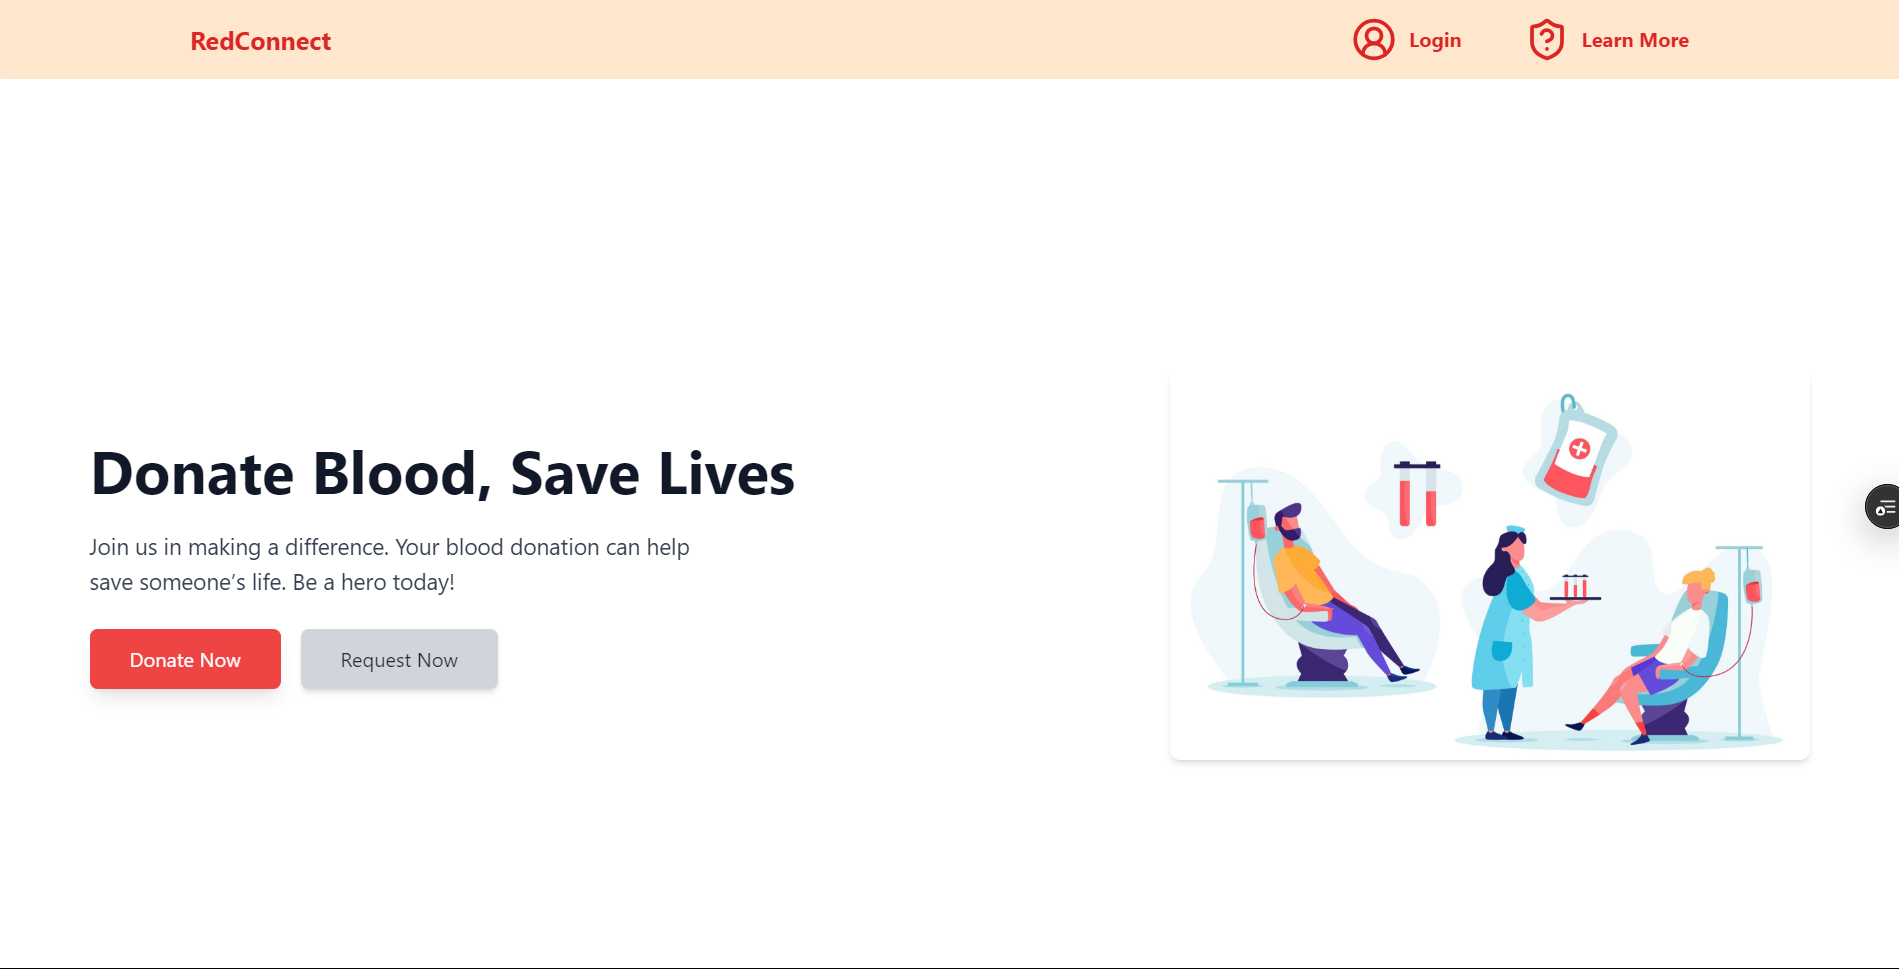 RedConnect
Login
Learn More
Donate Blood, Save Lives
Join us in making a difference. Your blood donation can help
save someone’s life. Be a hero today!
Donate Now
Request Now